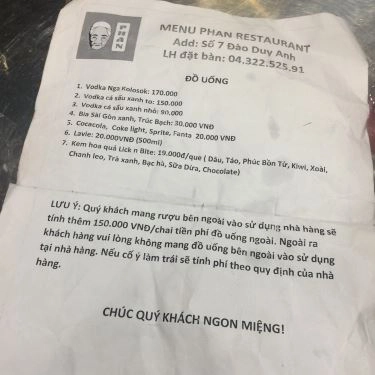 PHAN
MENU PHAN RESTAURANT
Add: Số 7 Đào Duy Anh
LH đặt bàn: 04.322.525.91
ĐỒ UỐNG
1. Vodka Nga Kolosok: 170.000
2. Vodka cá sấu xanh to: 150.000
3. Vodka cá sấu xanh nhỏ: 90.000
4. Bia Sài Gòn xanh, Trúc Bạch: 30.000 VNĐ
5. Cocacola, Coke light, Sprite, Fanta 20.000 VNĐ
6. Lavie: 20.000VNĐ (500ml)
7. Kem hoa quả Lick n Bite: 19.000đ/que ( Dâu, Táo, Phúc Bồn Tử, Kiwi, Xoài,
Chanh leo, Trà xanh, Bạc hà, Sữa Dừa, Chocolate)
LƯU Ý: Quý khách mang rượu bên ngoài vào sử dụng nhà hàng sẽ
tính thêm 150.000 VNĐ/chai tiền phí đồ uống ngoài. Ngoài ra
khách hàng vui lòng không mang đồ uống bên ngoài vào sử dụng
tại nhà hàng. Nếu cố ý làm trái sẽ tính phí theo quy định của nhà
hàng.
CHÚC QUÝ KHÁCH NGON MIỆNG!